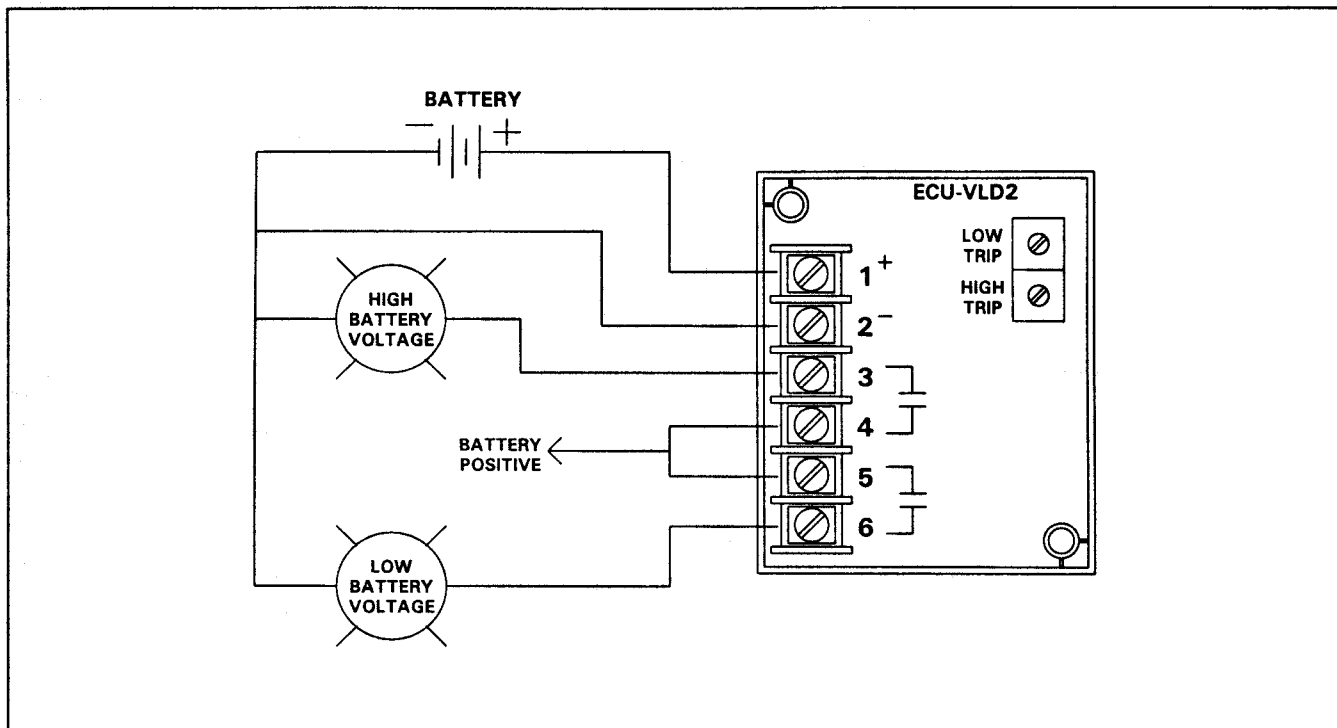 BATTERY
− +
ECU-VLD2
LOW
TRIP
HIGH
TRIP
1 +
2 −
3
4
5
6
HIGH
BATTERY
VOLTAGE
BATTERY
POSITIVE
LOW
BATTERY
VOLTAGE